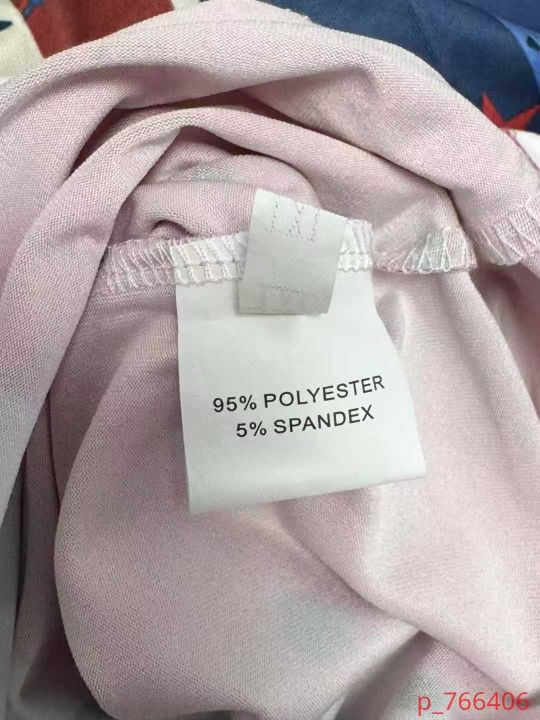 95% POLYESTER
5% SPANDEX
p_766406